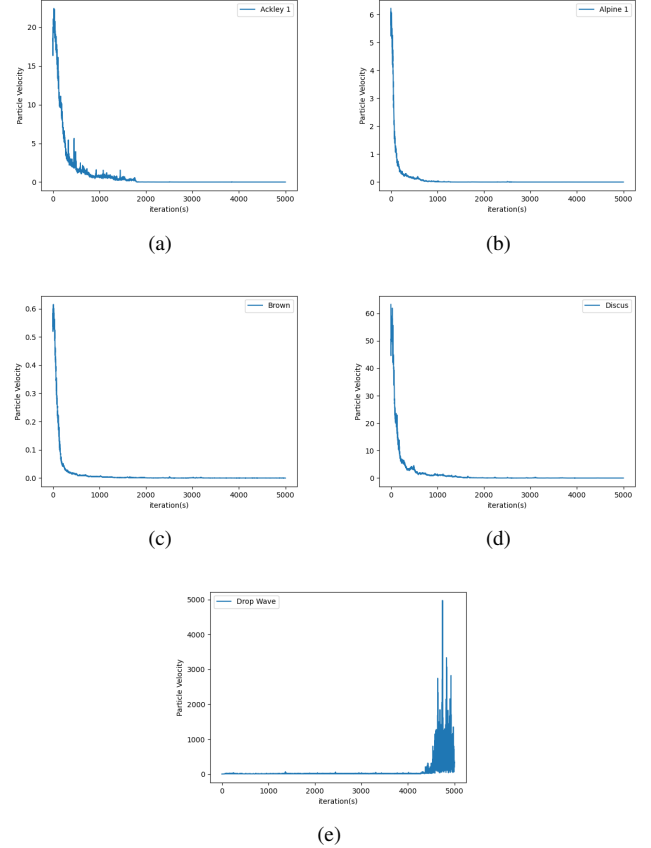 Ackley 1
Particle Velocity
20
15
10
5
0
0 1000 2000 3000 4000 5000
iteration(s)
(a)
Alpine 1
Particle Velocity
6
5
4
3
2
1
0
0 1000 2000 3000 4000 5000
iteration(s)
(b)
Brown
Particle Velocity
0.6
0.5
0.4
0.3
0.2
0.1
0.0
0 1000 2000 3000 4000 5000
iteration(s)
(c)
Discus
Particle Velocity
60
50
40
30
20
10
0
0 1000 2000 3000 4000 5000
iteration(s)
(d)
Drop Wave
Particle Velocity
5000
4000
3000
2000
1000
0
0 1000 2000 3000 4000 5000
iteration(s)
(e)